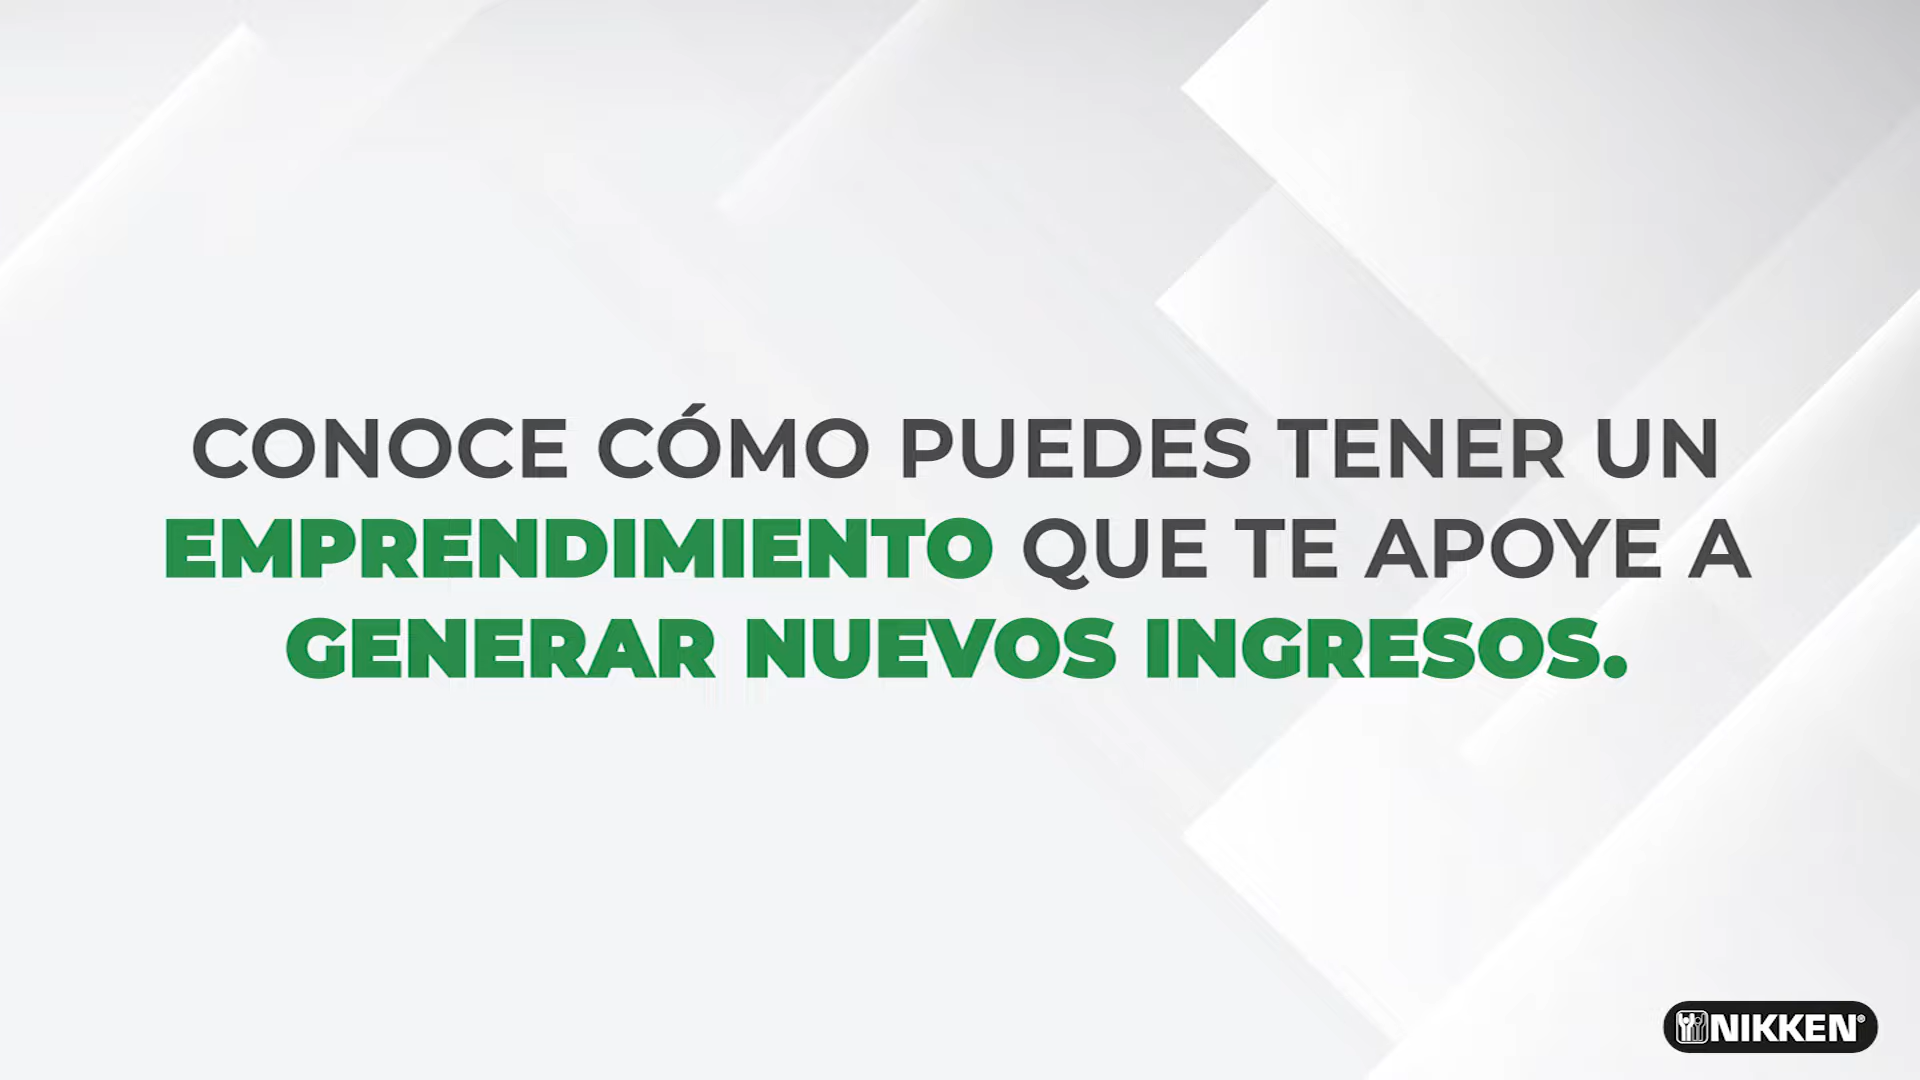 CONOCE CÓMO PUEDES TENER UN
EMPRENDIMIENTO QUE TE APOYE A
GENERAR NUEVOS INGRESOS.
NIKKEN®